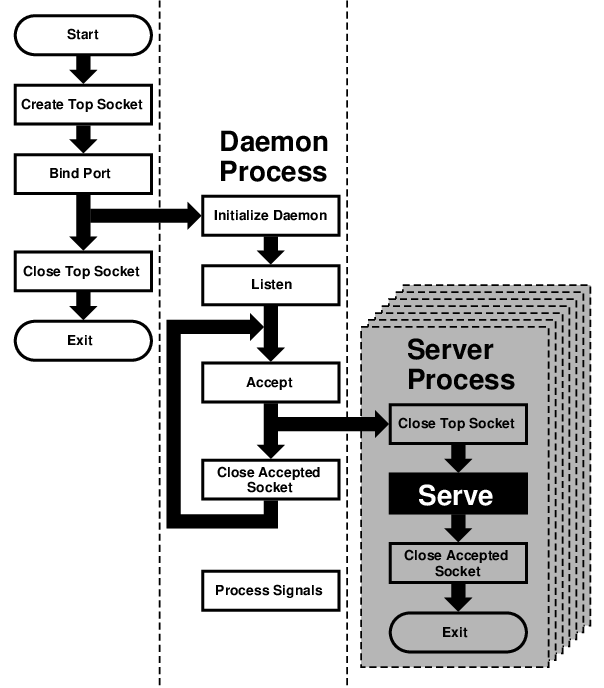 Start
Create Top Socket
Bind Port
Close Top Socket
Exit
Daemon
Process
Initialize Daemon
Listen
Accept
Close Accepted
Socket
Process Signals
Server
Process
Close Top Socket
Serve
Close Accepted
Socket
Exit